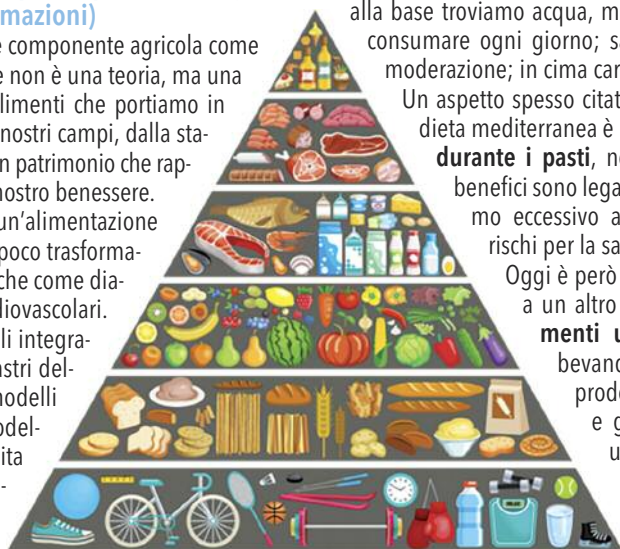 mazioni)
componente agricola come
non è una teoria, ma una
limenti che portiamo in
nostri campi, dalla sta-
n patrimonio che rap-
nostro benessere.
un'alimentazione
poco trasforma-
che come dia-
diovascolari.
li integra-
astri del-
modelli
odel-
ita
alla base troviamo acqua, m
consumare ogni giorno; sa
moderazione; in cima car
Un aspetto spesso citat
dieta mediterranea è
durante i pasti, n
benefici sono lega
mo eccessivo a
rischi per la sa
Oggi è però
a un altro
menti u
bevand
prod
e g
u